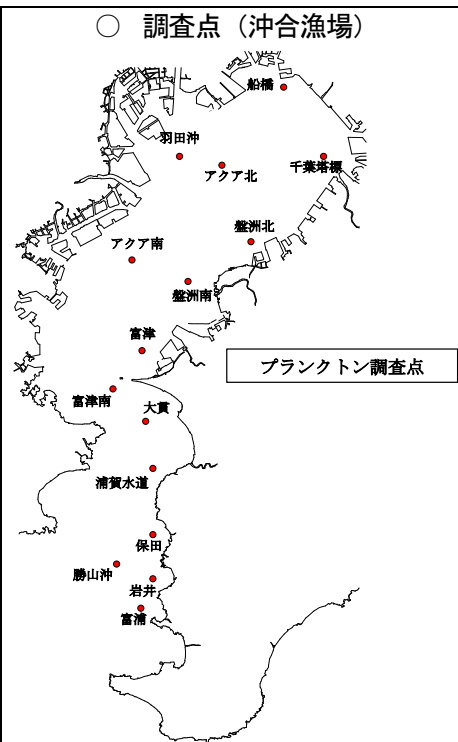 ○ 調査点（沖合漁場）
船橋
羽田沖
アクア北
千葉塔標
盤洲北
アクア南
盤洲南
富津
プランクトン調査点
富津南
大貫
浦賀水道
保田
勝山沖
岩井
富浦